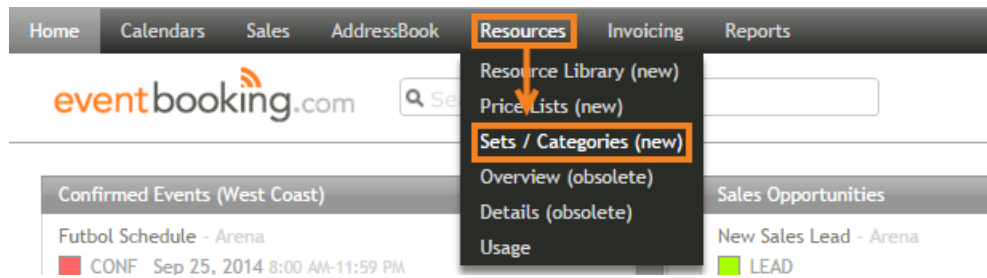 Home Calendars Sales AddressBook Resources Invoicing Reports
eventbooking.com
Resource Library (new)
Price Lists (new)
Sets / Categories (new)
Overview (obsolete)
Details (obsolete)
Usage
Confirmed Events (West Coast)
Futbol Schedule - Arena
CONF Sep 25, 2014 8:00 AM-11:59 PM
Sales Opportunities
New Sales Lead - Arena
LEAD